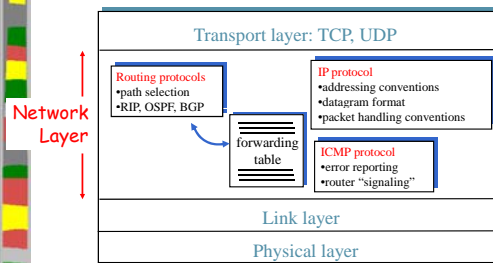 Transport layer: TCP, UDP
Network
Layer
Routing protocols
•path selection
•RIP, OSPF, BGP
forwarding
table
IP protocol
•addressing conventions
•datagram format
•packet handling conventions
ICMP protocol
•error reporting
•router “signaling”
Link layer
Physical layer